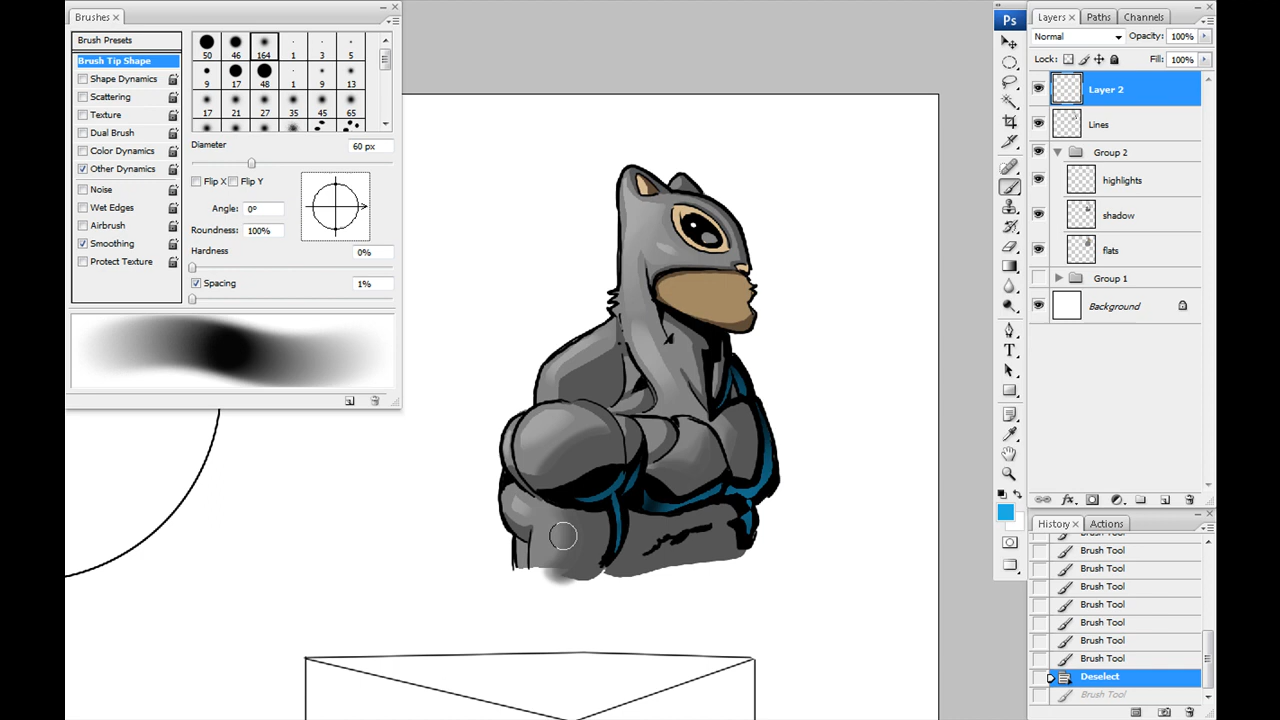 Brushes ×
Brush Presets
Brush Tip Shape
Shape Dynamics
Scattering
Texture
Dual Brush
Color Dynamics
Other Dynamics
Noise
Wet Edges
Airbrush
Smoothing
Protect Texture
50 46 164 1 3 5
9 17 48 1 9 13
17 21 27 35 45 65
Diameter 60 px
Flip X Flip Y
Angle: 0°
Roundness: 100%
Hardness 0%
Spacing 1%
Ps
T
Layers × Paths Channels
Normal Opacity: 100%
Lock: Fill: 100%
Layer 2
Lines
Group 2
highlights
shadow
flats
Group 1
Background
fx
History × Actions
Brush Tool
Brush Tool
Brush Tool
Brush Tool
Brush Tool
Brush Tool
Brush Tool
Deselect
Brush Tool